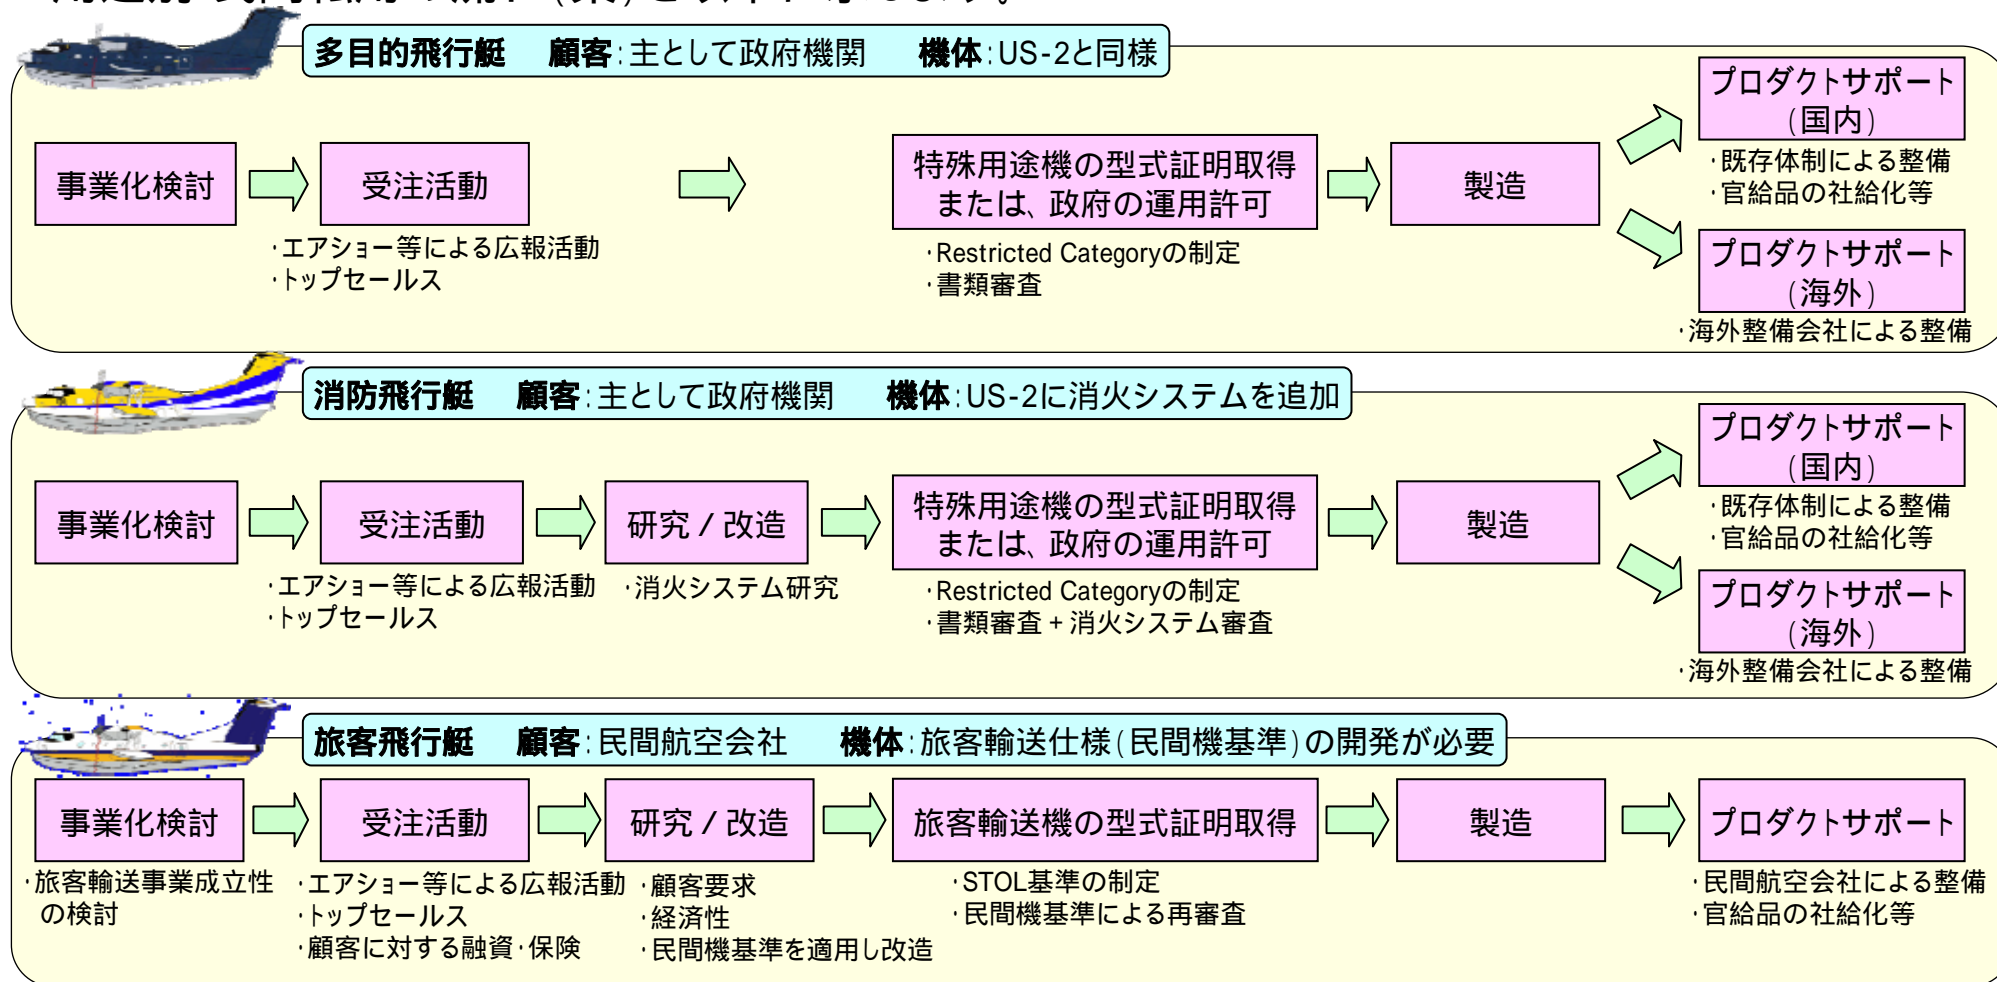 多目的飛行艇 顧客:主として政府機関 機体:US-2と同様
事業化検討
受注活動
・エアショー等による広報活動
・トップセールス
特殊用途機の型式証明取得
または、政府の運用許可
・Restricted Categoryの制定
・書類審査
製造
プロダクトサポート
(国内)
・既存体制による整備
・官給品の社給化等
プロダクトサポート
(海外)
・海外整備会社による整備
消防飛行艇 顧客:主として政府機関 機体:US-2に消火システムを追加
事業化検討
受注活動
・エアショー等による広報活動
・トップセールス
研究/改造
・消火システム研究
特殊用途機の型式証明取得
または、政府の運用許可
・Restricted Categoryの制定
・書類審査+消火システム審査
製造
プロダクトサポート
(国内)
・既存体制による整備
・官給品の社給化等
プロダクトサポート
(海外)
・海外整備会社による整備
旅客飛行艇 顧客:民間航空会社 機体:旅客輸送仕様(民間機基準)の開発が必要
事業化検討
・旅客輸送事業成立性
の検討
受注活動
・エアショー等による広報活動
・トップセールス
・顧客に対する融資・保険
研究/改造
・顧客要求
・経済性
・民間機基準を適用し改造
旅客輸送機の型式証明取得
・STOL基準の制定
・民間機基準による再審査
製造
プロダクトサポート
・民間航空会社による整備
・官給品の社給化等